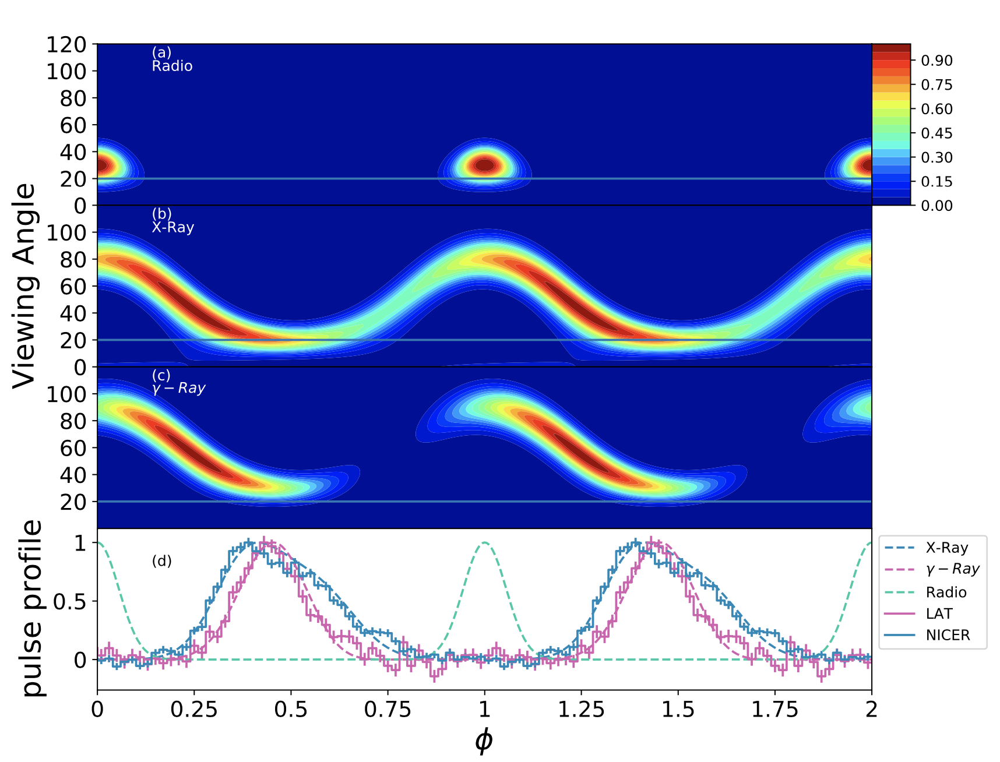 120
100
80
60
40
20
0
(a)
Radio
0.90
0.75
0.60
0.45
0.30
0.15
0.00
Viewing Angle
100
80
60
40
20
0
(b)
X-Ray
100
80
60
40
20
(c)
γ − Ray
pulse profile
1
0.5
0
(d)
X-Ray
γ − Ray
Radio
LAT
NICER
0
0.25
0.5
0.75
1
1.25
1.5
1.75
2
ϕ